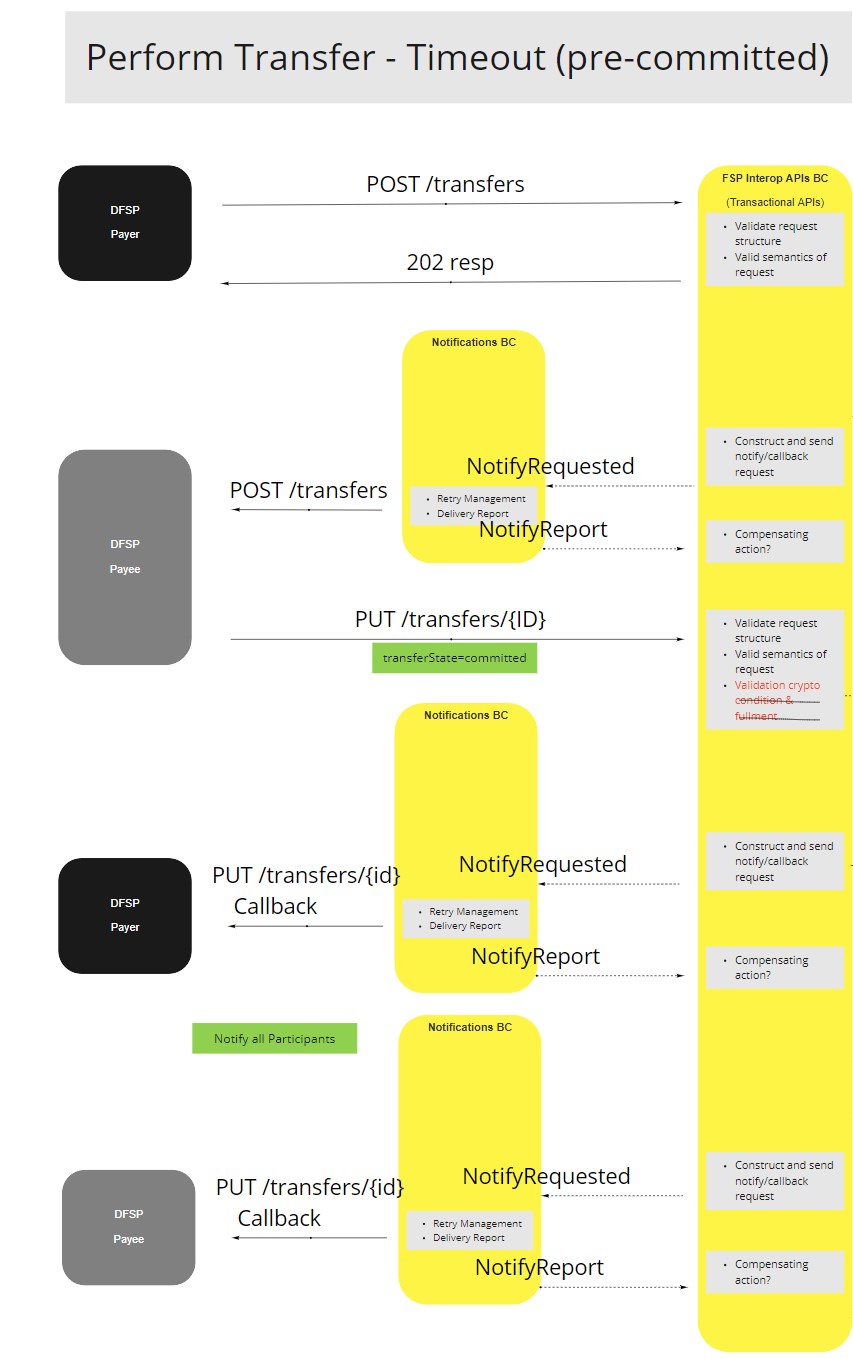 Perform Transfer - Timeout (pre-committed)
DFSP
Payer
POST /transfers
202 resp
FSP Interop APIs BC
(Transactional APIs)
• Validate request
structure
• Valid semantics of
request
Notifications BC
NotifyRequested
• Construct and send
notify/callback
request
DFSP
Payee
POST /transfers
• Retry Management
• Delivery Report
NotifyReport
• Compensating
action?
PUT /transfers/{ID}
transferState=committed
• Validate request
structure
• Valid semantics of
request
• Validation crypto
condition &
fullment
Notifications BC
NotifyRequested
• Construct and send
notify/callback
request
DFSP
Payer
PUT /transfers/{id}
Callback
• Retry Management
• Delivery Report
NotifyReport
• Compensating
action?
Notify all Participants
Notifications BC
NotifyRequested
• Construct and send
notify/callback
request
DFSP
Payee
PUT /transfers/{id}
Callback
• Retry Management
• Delivery Report
NotifyReport
• Compensating
action?